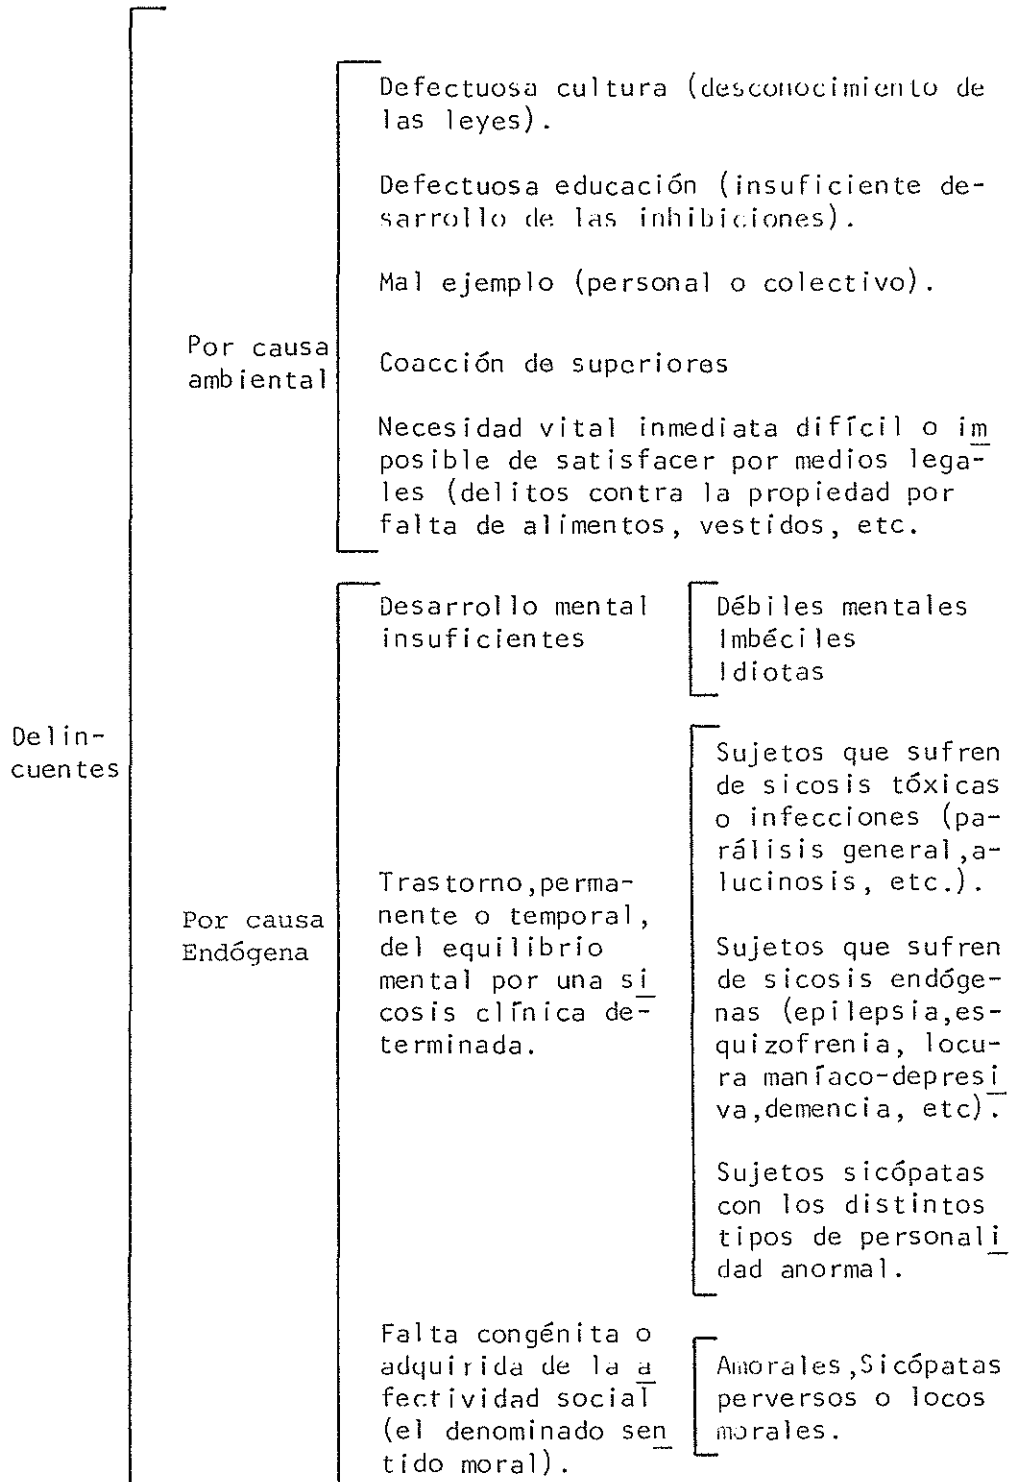 Defectuosa cultura (desconocimiento de
las leyes).
Defectuosa educación (insuficiente de-
sarrollo de las inhibiciones).
Mal ejemplo (personal o colectivo).
Por causa
ambiental
Coacción de superiores
Necesidad vital inmediata difícil o im
posible de satisfacer por medios lega-
les (delitos contra la propiedad por
falta de alimentos, vestidos, etc.
Delin-
cuentes
Por causa
Endógena
Desarrollo mental
insuficientes
Débiles mentales
Imbéciles
Idiotas
Trastorno,perma-
nente o temporal,
del equilibrio
mental por una si
cosis clínica de-
terminada.
Sujetos que sufren
de sicosis tóxicas
o infecciones (pa-
rálisis general,a-
lucinosis, etc.).
Sujetos que sufren
de sicosis endóge-
nas (epilepsia,es-
quizofrenia, locu-
ra maníaco-depresi
va,demencia, etc).
Sujetos sicópatas
con los distintos
tipos de personali
dad anormal.
Falta congénita o
adquirida de la a
fectividad social
(el denominado sen
tido moral).
Amorales,Sicópatas
perversos o locos
morales.